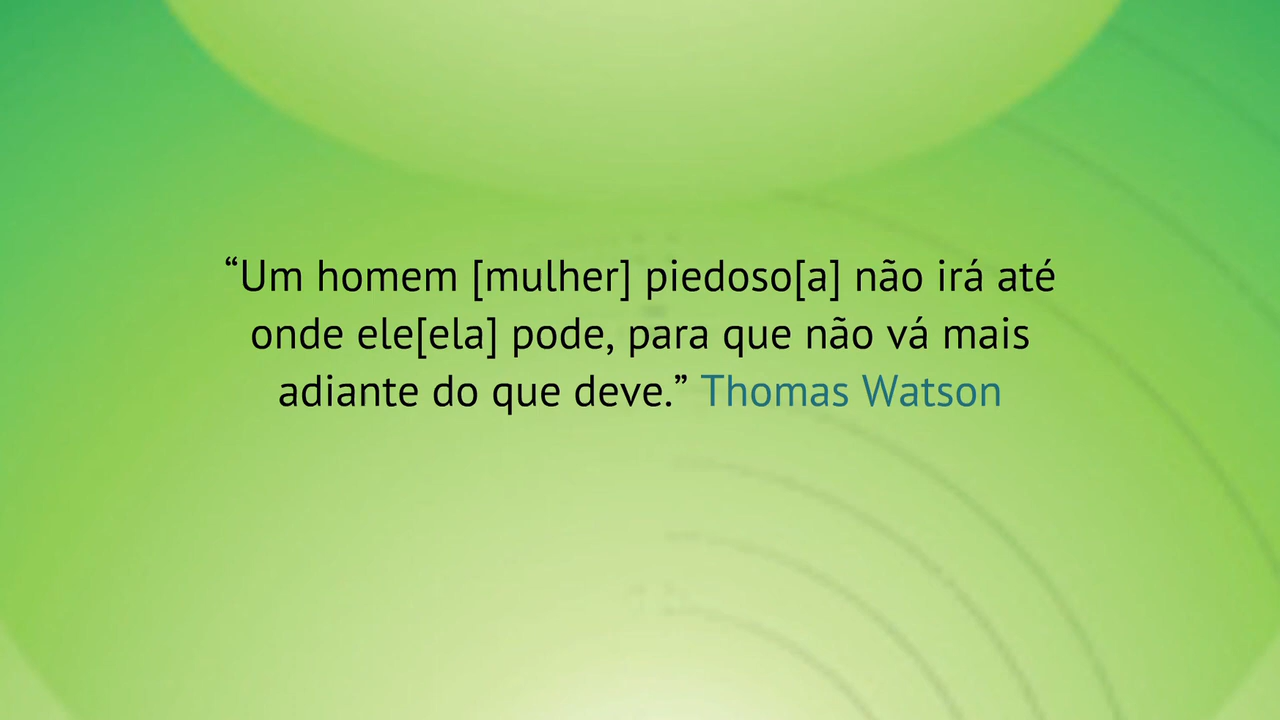 “Um homem [mulher] piedoso[a] não irá até
onde ele[ela] pode, para que não vá mais
adiante do que deve.” Thomas Watson